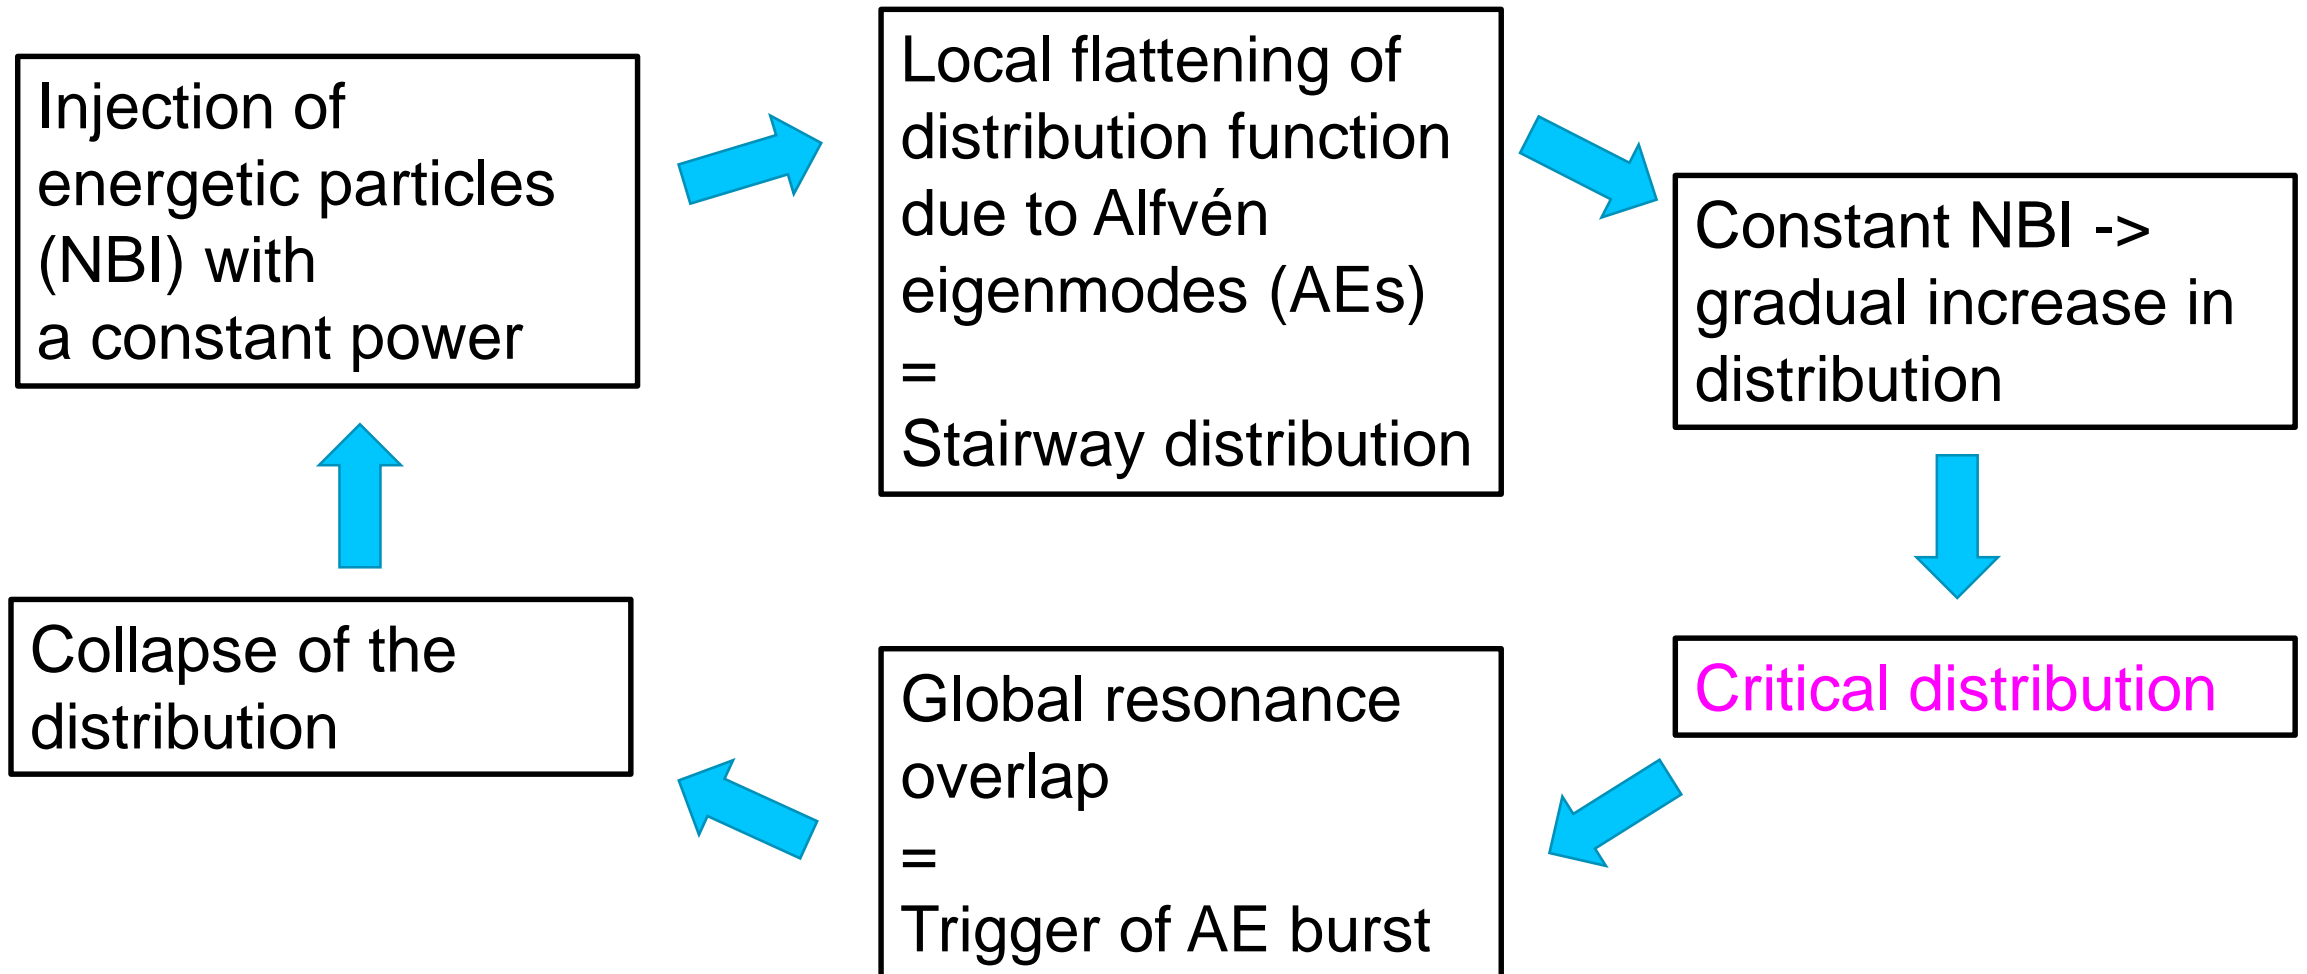 Injection of
energetic particles
(NBI) with
a constant power
Local flattening of
distribution function
due to Alfvén
eigenmodes (AEs)
=
Stairway distribution
Constant NBI ->
gradual increase in
distribution
Critical distribution
Global resonance
overlap
=
Trigger of AE burst
Collapse of the
distribution